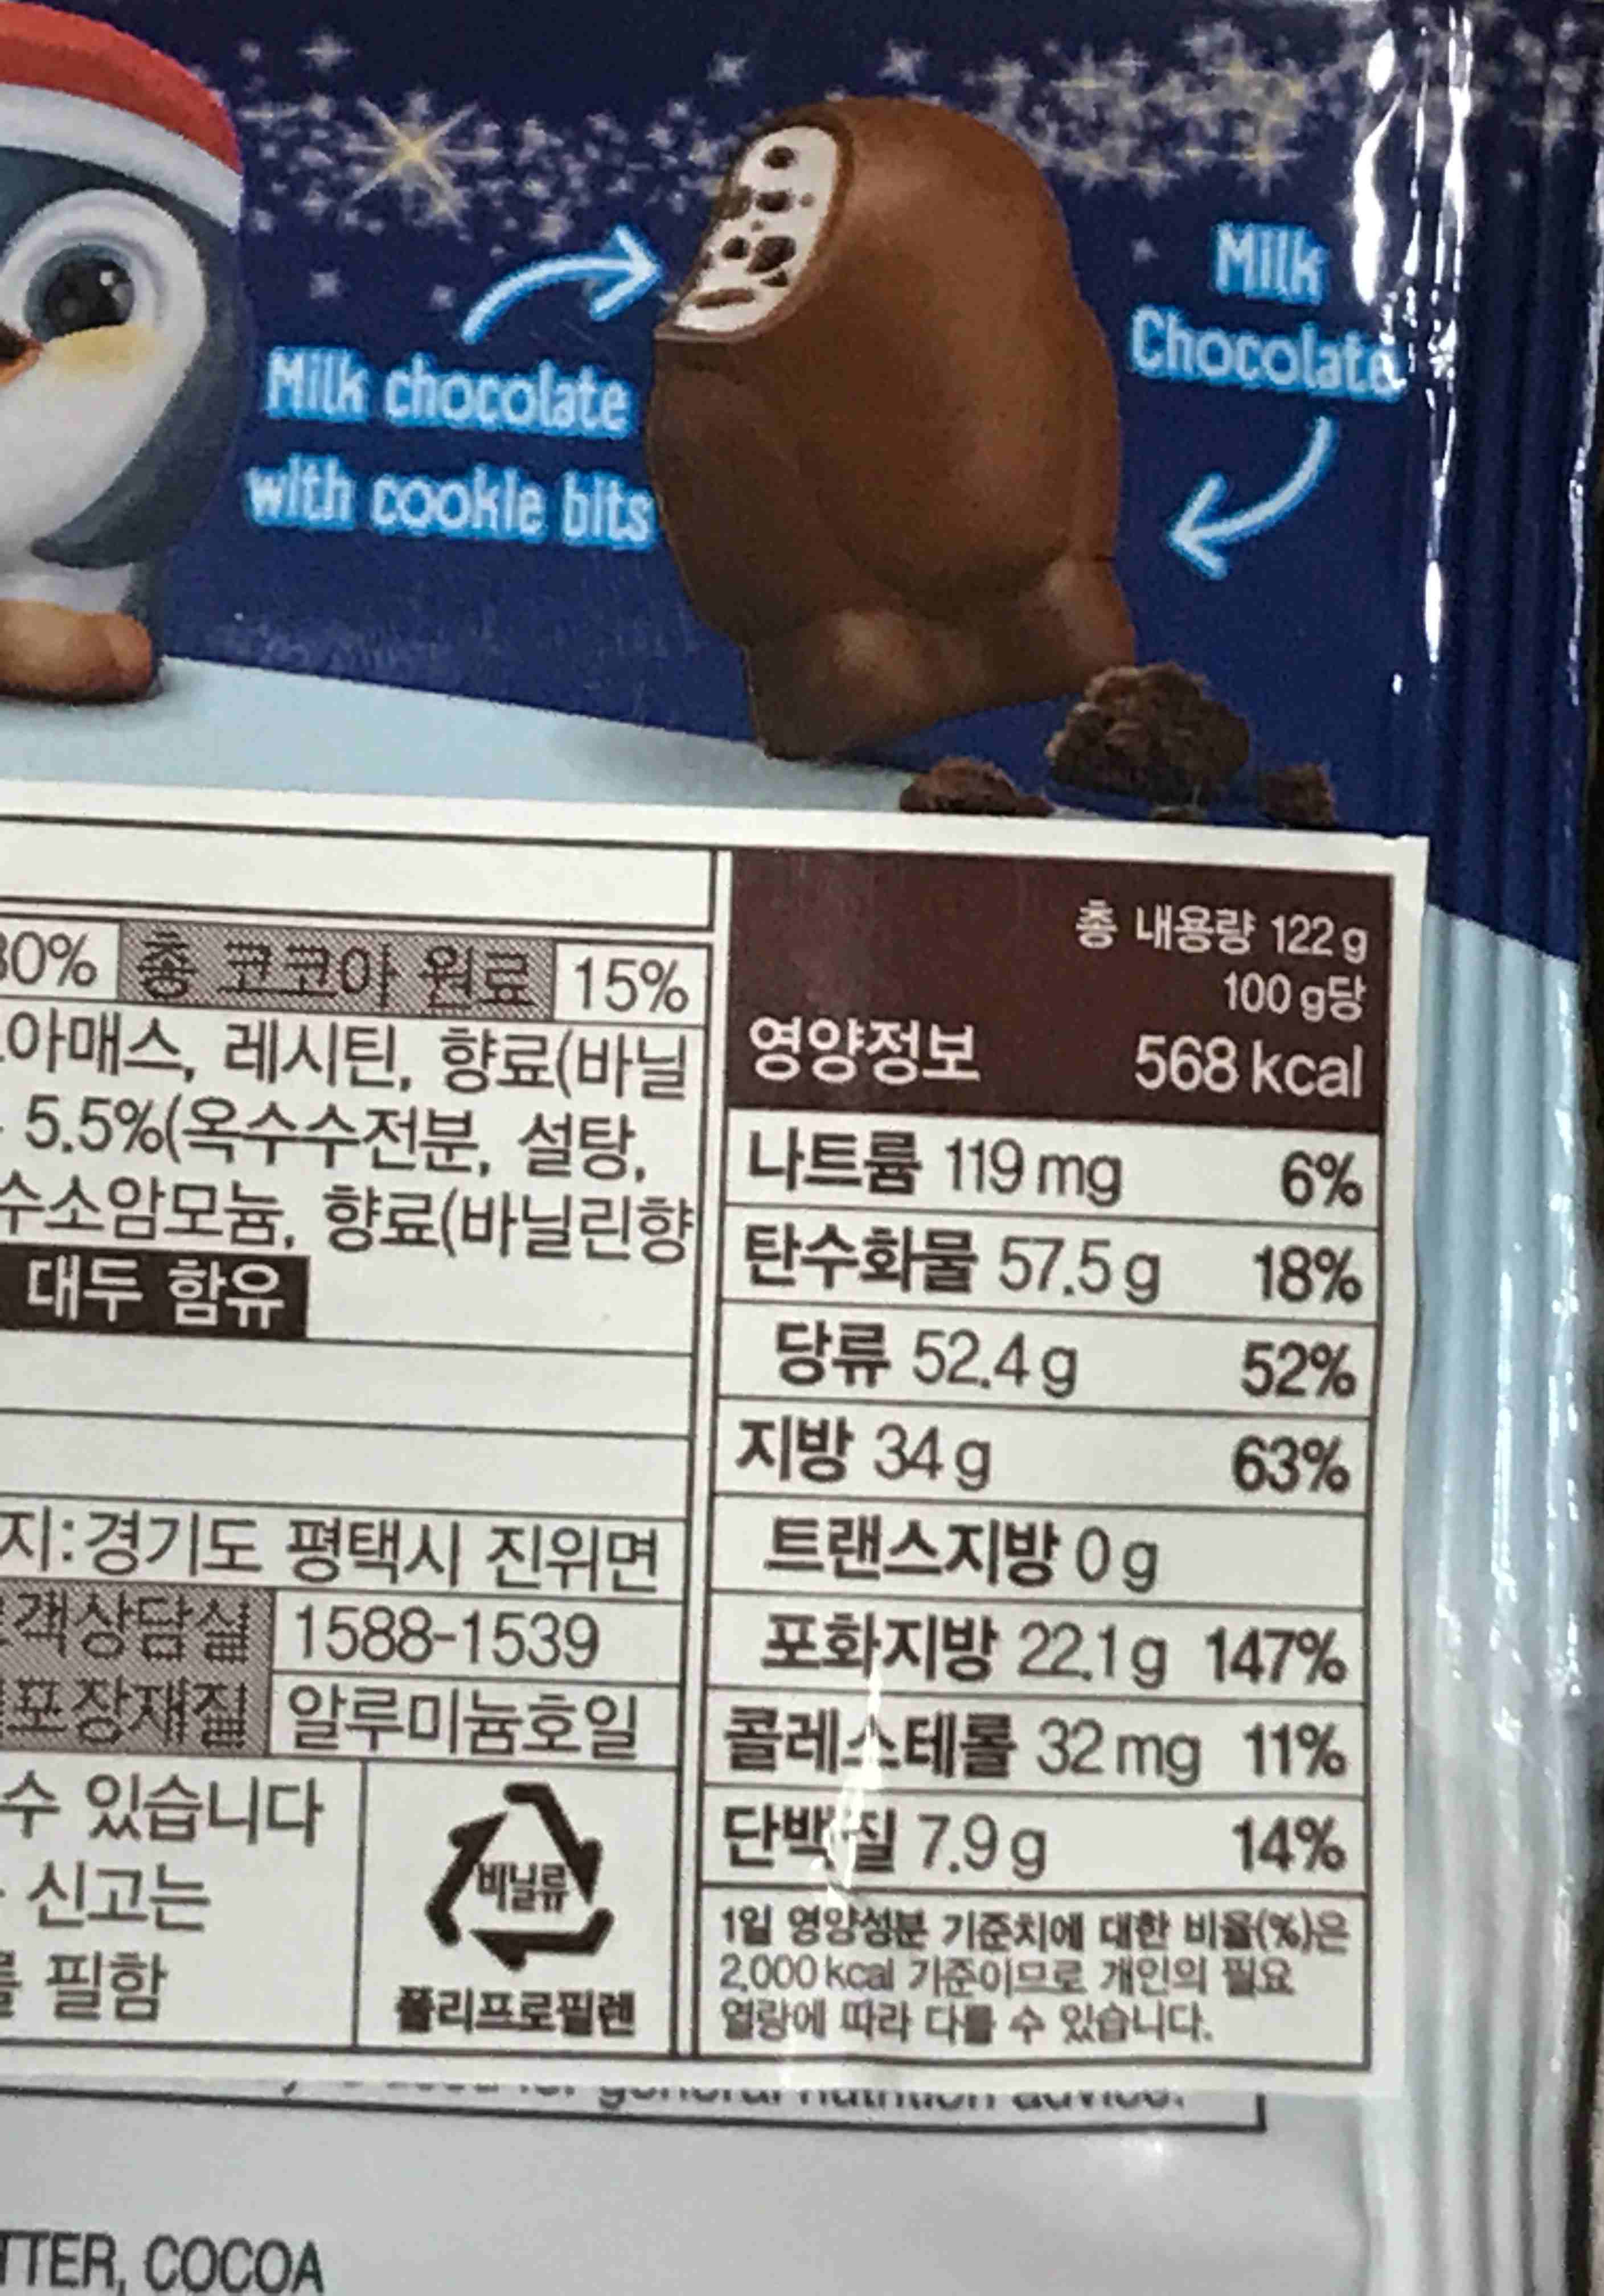 Milk
Chocolate
Milk chocolate
with cookie bits
30% 총 코코아 원료 15%
아매스, 레시틴, 향료(바닐
5.5%(옥수수전분, 설탕,
수소암모늄, 향료(바닐린향
대두 함유
지:경기도 평택시 진위면
객상담실 1588-1539
포장재질 알루미늄호일
수 있습니다
신고는
필함
비닐류
폴리프로필렌
총 내용량 122 g
100 g당
영양정보 568 kcal
나트륨 119 mg 6%
탄수화물 57.5 g 18%
당류 52.4 g 52%
지방 34 g 63%
트랜스지방 0 g
포화지방 22.1 g 147%
콜레스테롤 32 mg 11%
단백질 7.9 g 14%
1일 영양성분 기준치에 대한 비율(%)은
2,000 kcal 기준이므로 개인의 필요
열량에 따라 다를 수 있습니다.
general nutrition advice.
TTER, COCOA